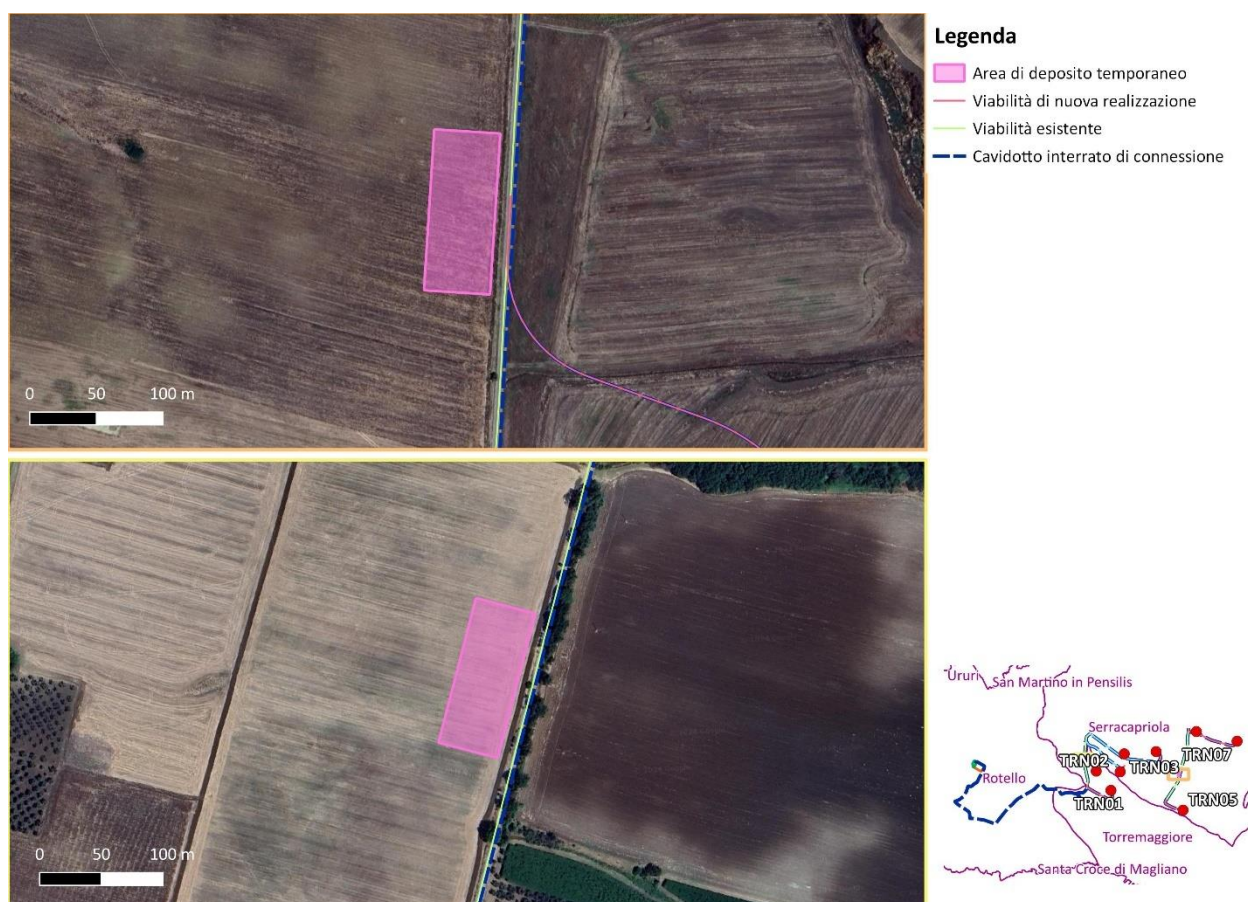 Legenda
Area di deposito temporaneo
Viabilità di nuova realizzazione
Viabilità esistente
Cavidotto interrato di connessione
0 50 100 m
0 50 100 m
Ururi
San Martino in Pensilis
Serracapriola
TRN02
TRN03
TRN07
Rotello
TRN01
TRN05
Torremaggiore
Santa Croce di Magliano